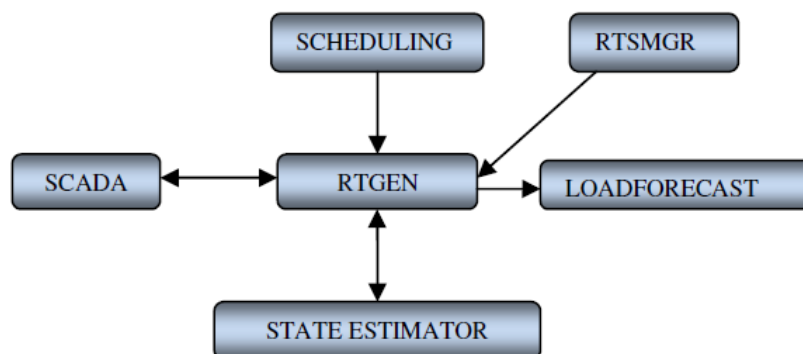 SCHEDULING
RTSMGR
SCADA
RTGEN
LOADFORECAST
STATE ESTIMATOR